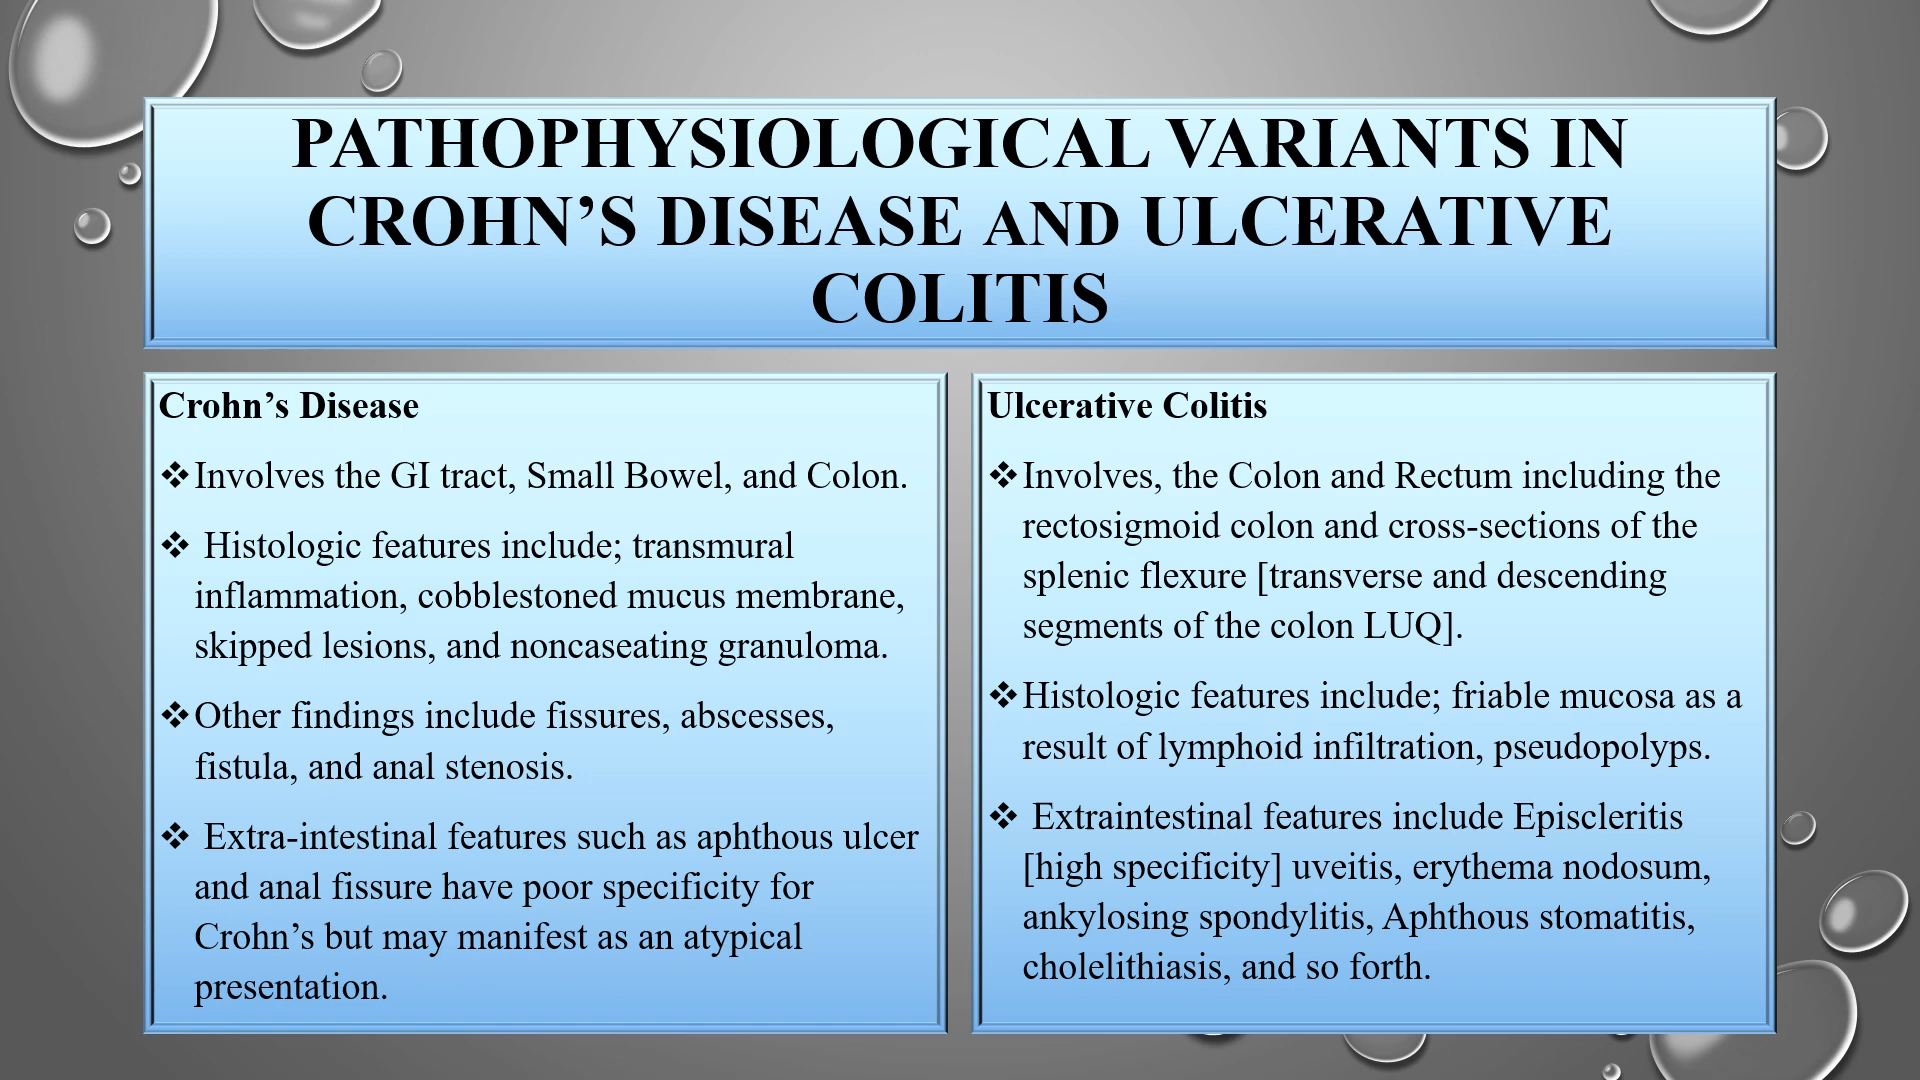 PATHOPHYSIOLOGICAL VARIANTS IN
CROHN’S DISEASE AND ULCERATIVE
COLITIS
Crohn’s Disease
❖Involves the GI tract, Small Bowel, and Colon.
❖ Histologic features include; transmural
inflammation, cobblestoned mucus membrane,
skipped lesions, and noncaseating granuloma.
❖Other findings include fissures, abscesses,
fistula, and anal stenosis.
❖ Extra-intestinal features such as aphthous ulcer
and anal fissure have poor specificity for
Crohn’s but may manifest as an atypical
presentation.
Ulcerative Colitis
❖Involves, the Colon and Rectum including the
rectosigmoid colon and cross-sections of the
splenic flexure [transverse and descending
segments of the colon LUQ].
❖Histologic features include; friable mucosa as a
result of lymphoid infiltration, pseudopolyps.
❖ Extraintestinal features include Episcleritis
[high specificity] uveitis, erythema nodosum,
ankylosing spondylitis, Aphthous stomatitis,
cholelithiasis, and so forth.